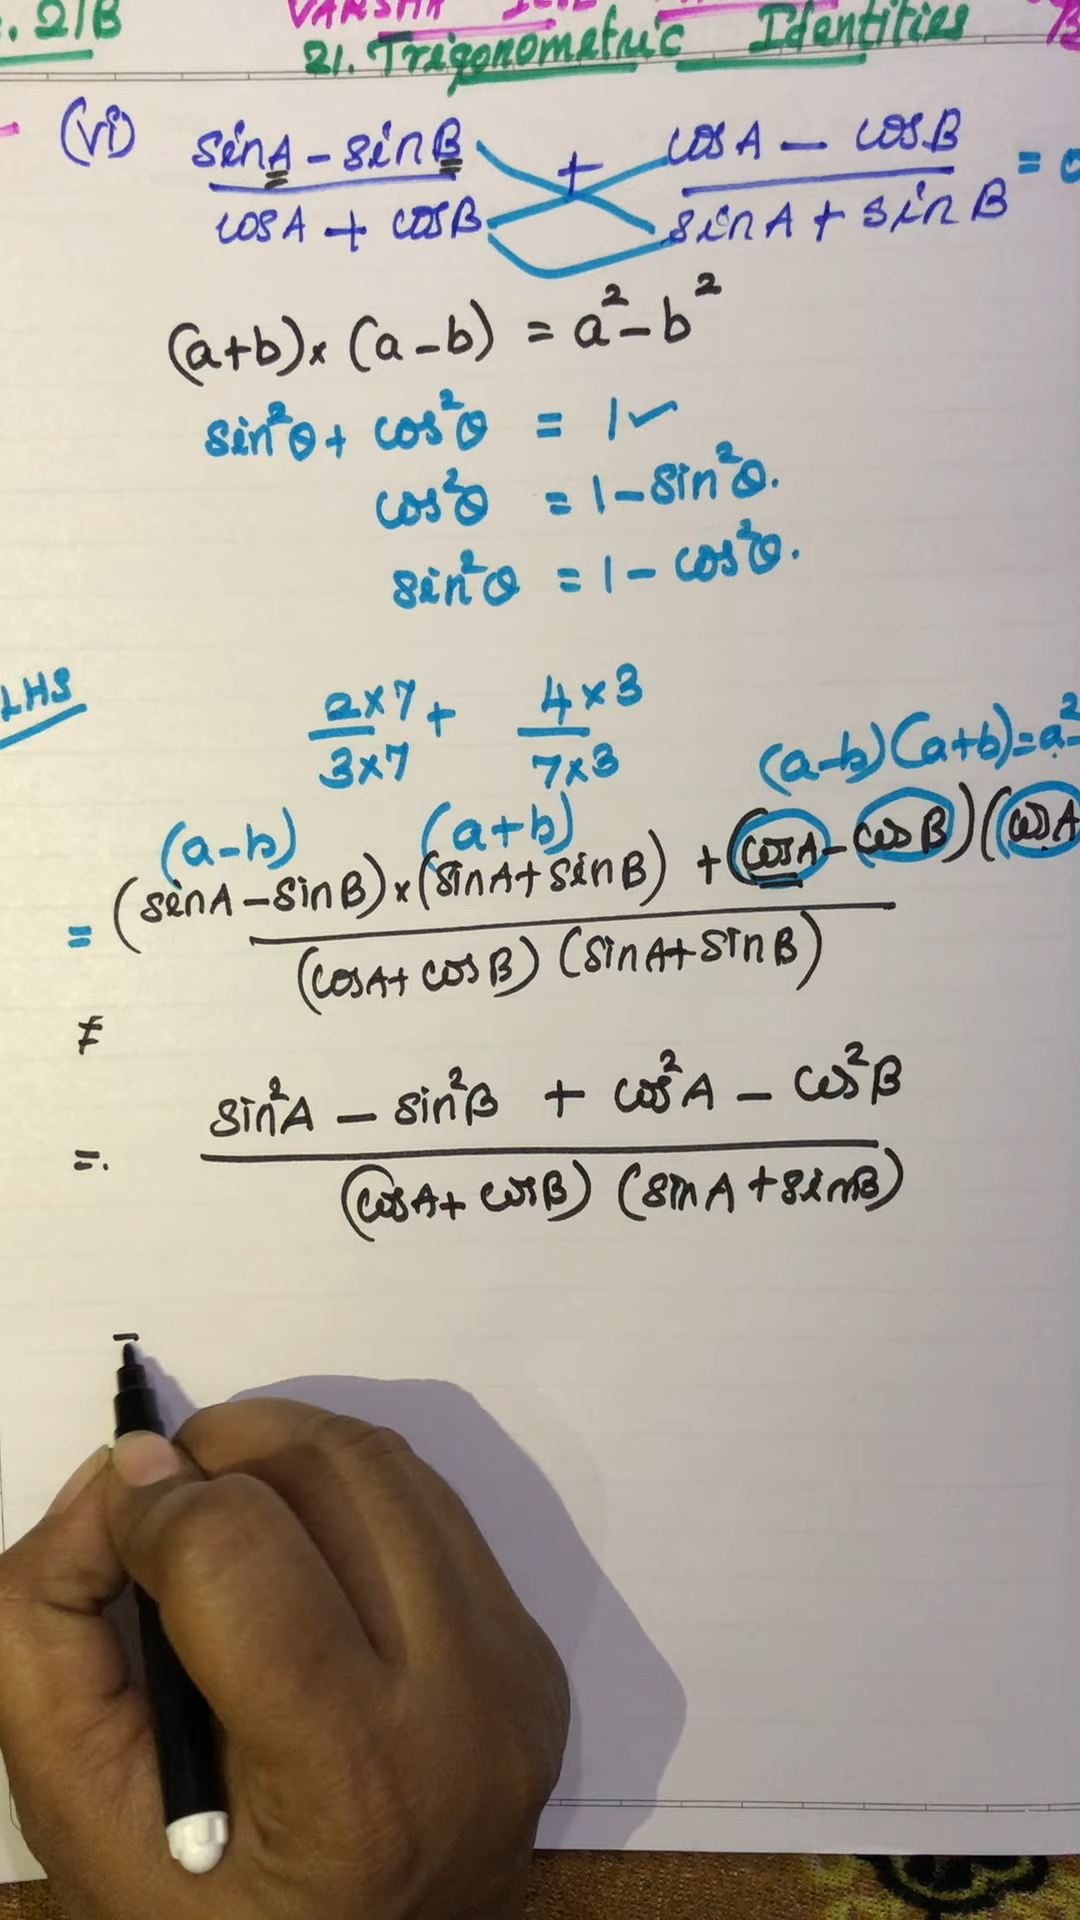 . 21B
VARSHA
21. Trigonometric Identities
(vi) sinA - sinB / cosA + cosB + cosA - cosB / sinA + sinB =
(a+b)×(a-b) = a²-b²
sin²θ + cos²θ = 1✓
cos²θ = 1-sin²θ.
sin²θ = 1-cos²θ.
LHS
2×7 / 3×7 + 4×3 / 7×3
(a-b)(a+b)=a²-
(a-b) (a+b)
= (sinA-sinB)×(sinA+sinB) + (cosA-cosB)(cosA
(cosA+cosB)(sinA+sinB)
=. sin²A - sin²B + cos²A - cos²B
(cosA+cosB)(sinA+sinB)